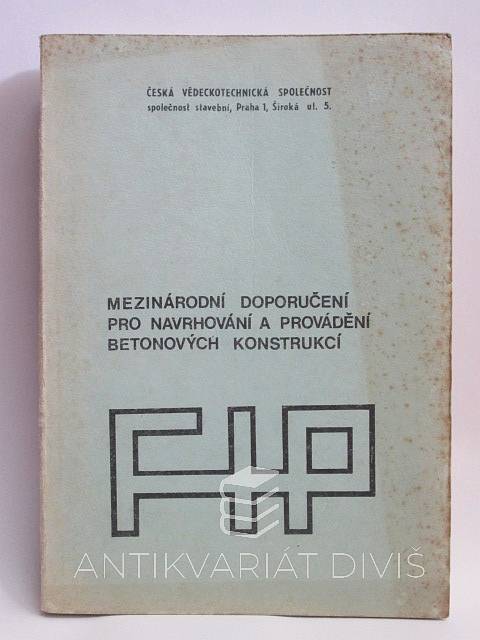 ČESKÁ VĚDECKOTECHNICKÁ SPOLEČNOST
společnost stavební, Praha 1, Široká ul. 5.
MEZINÁRODNÍ DOPORUČENÍ
PRO NAVRHOVÁNÍ A PROVÁDĚNÍ
BETONOVÝCH KONSTRUKCÍ
FIP
ANTIKVARIÁT DIVIŠ